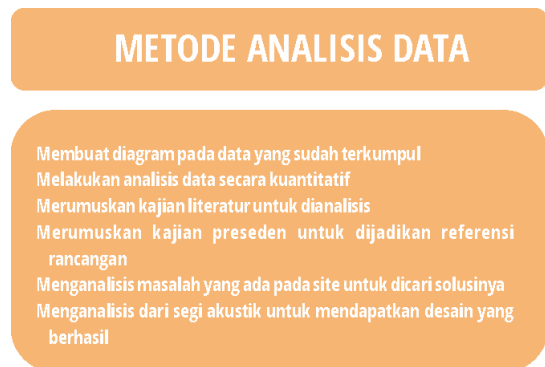 METODE ANALISIS DATA
Membuat diagram pada data yang sudah terkumpul
Melakukan analisis data secara kuantitatif
Merumuskan kajian literatur untuk dianalisis
Merumuskan kajian preseden untuk dijadikan referensi
rancangan
Menganalisis masalah yang ada pada site untuk dicari solusinya
Menganalisis dari segi akustik untuk mendapatkan desain yang
berhasil